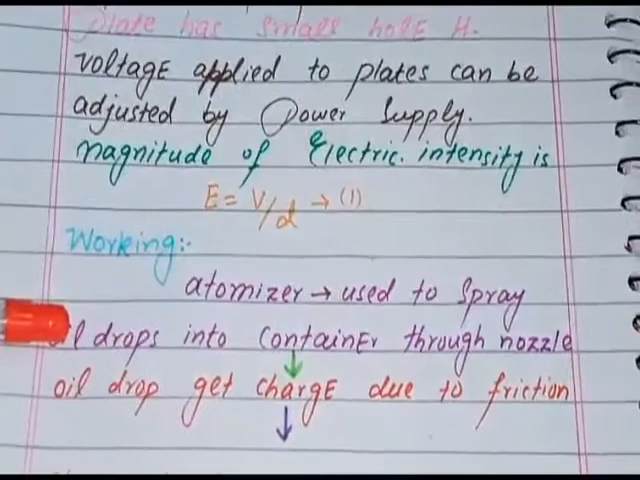 plate has small hole H.
voltage applied to plates can be
adjusted by power supply.
magnitude of Electric. intensity is
E = V/d → (1)
Working:-
atomizer → used to spray
l drops into container through nozzle
oil drop get charge due to friction